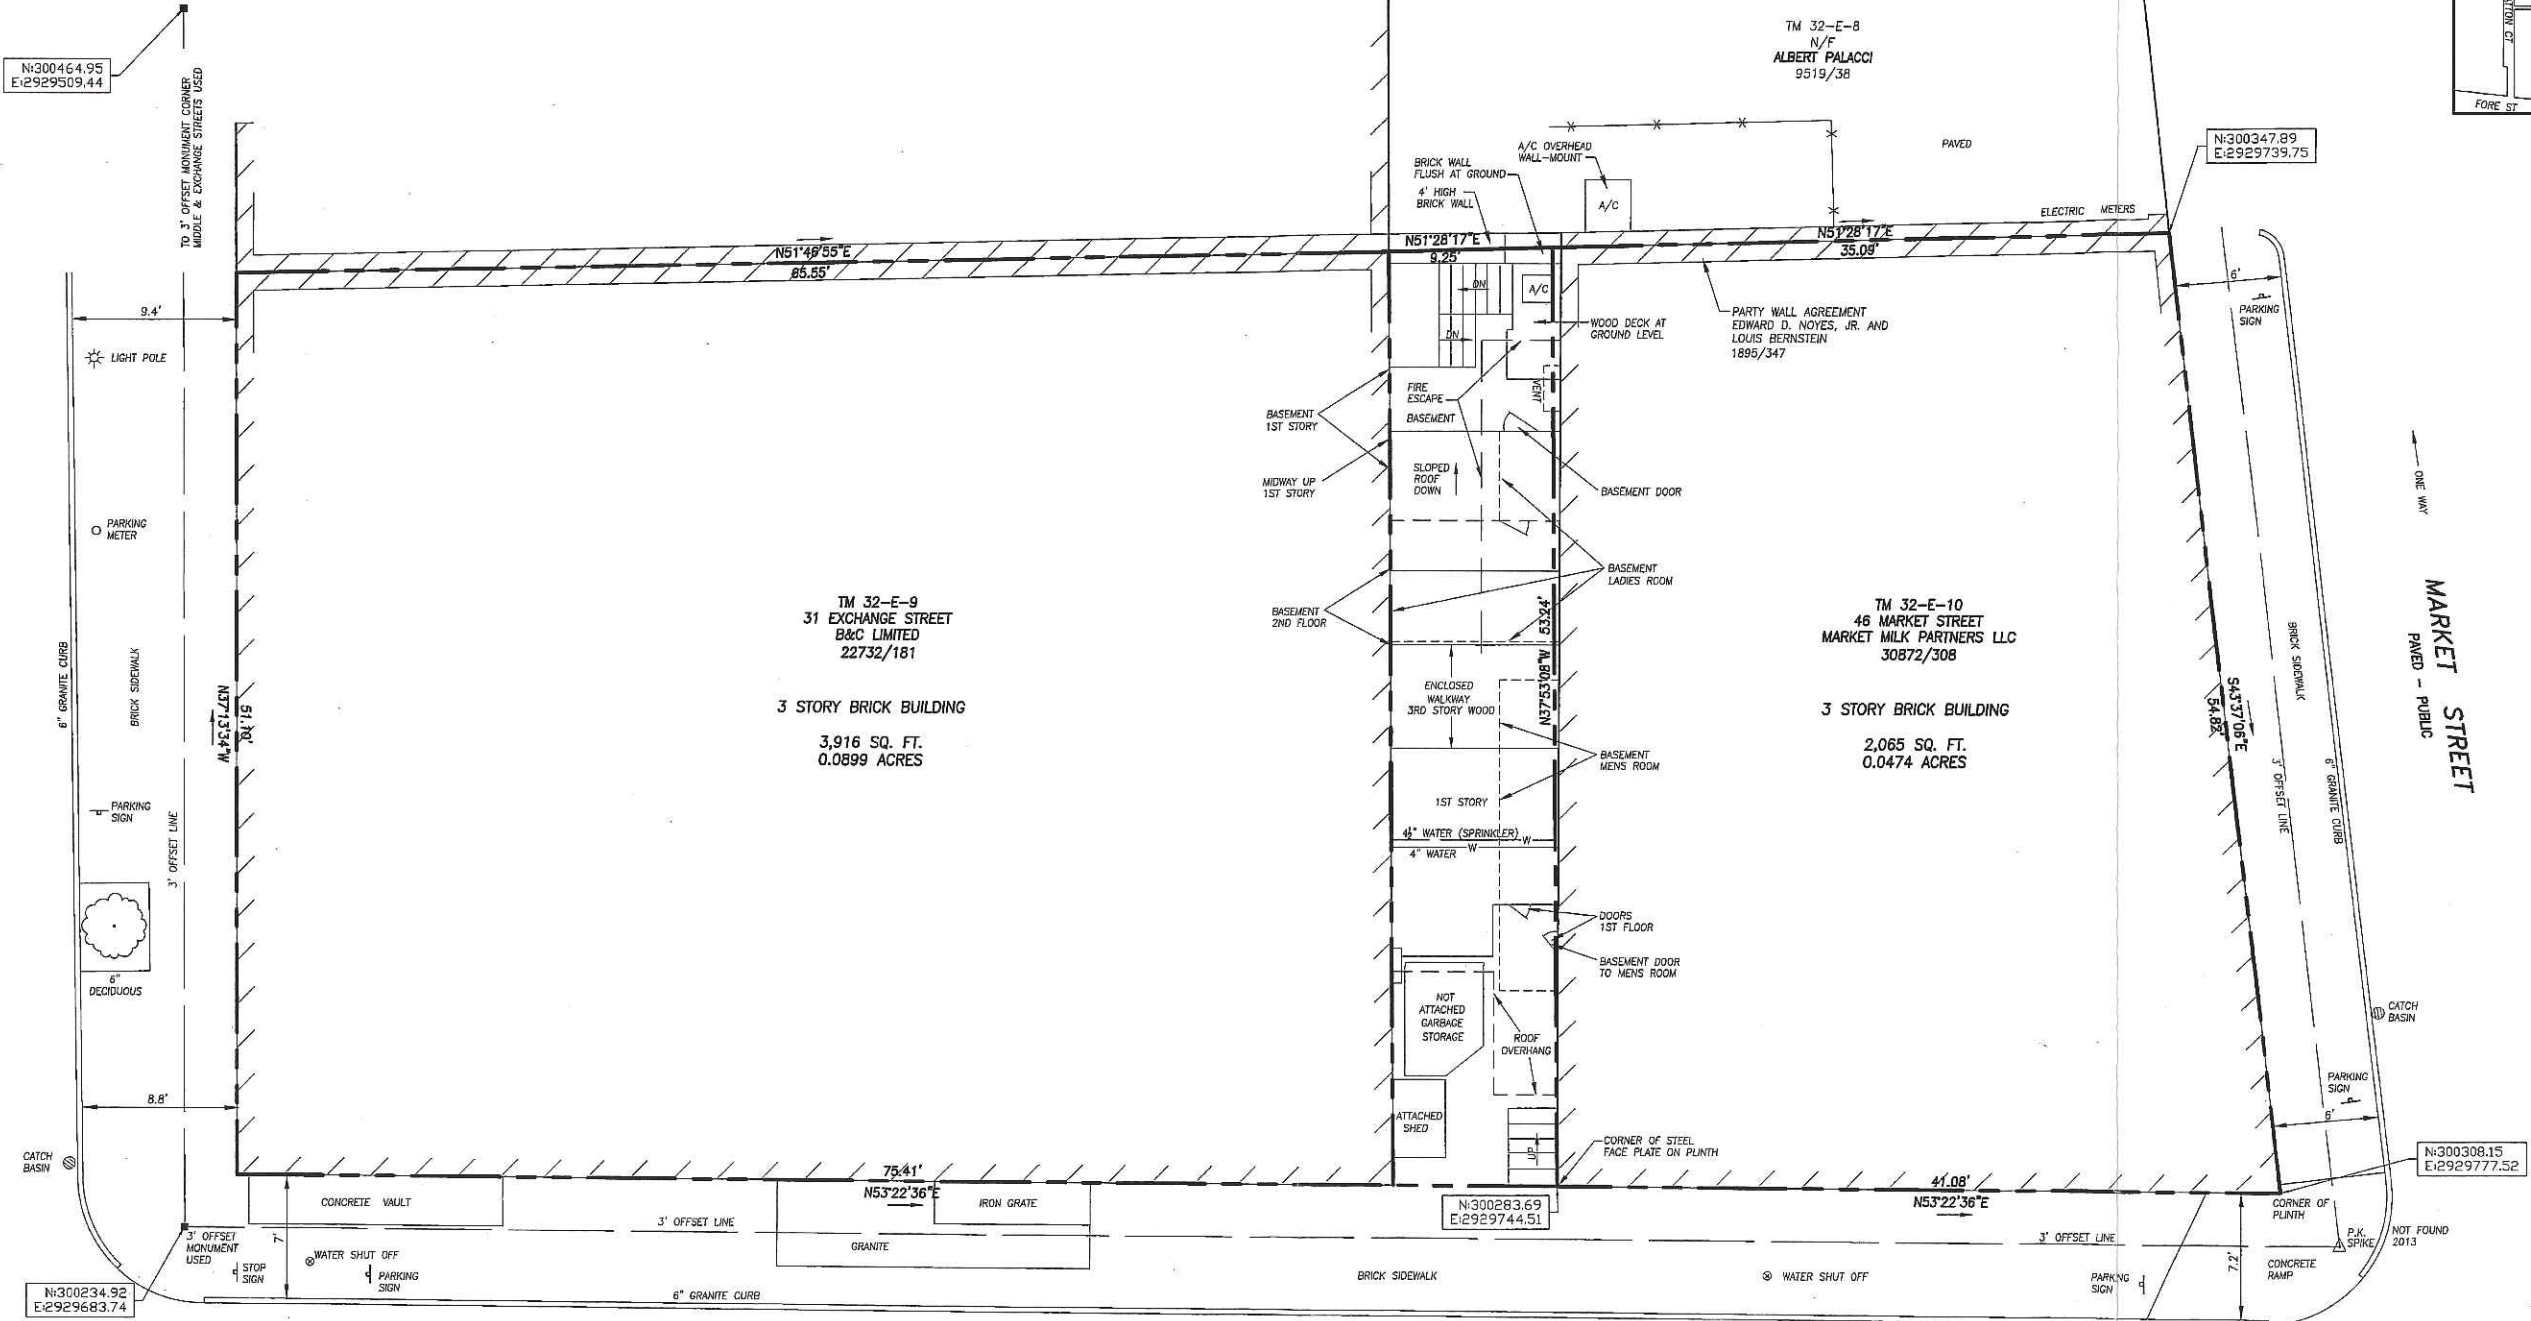 TM 32-E-8
N/F
ALBERT PALACCI
9519/38
FORE ST
N:300464.95
E:2929509.44
TO 3' OFFSET MONUMENT CORNER
MIDDLE & EXCHANGE STREETS USED
N:300347.89
E:2929739.75
PAVED
A/C OVERHEAD
WALL-MOUNT
BRICK WALL
FLUSH AT GROUND
4' HIGH
BRICK WALL
A/C
ELECTRIC METERS
N51°46'55"E
65.55'
N51°28'17"E
9.25'
N51°28'17"E
35.09'
9.4'
LIGHT POLE
DN
A/C
DN
WOOD DECK AT
GROUND LEVEL
PARTY WALL AGREEMENT
EDWARD D. NOYES, JR. AND
LOUIS BERNSTEIN
1895/347
6'
PARKING
SIGN
FIRE
ESCAPE
VENT
BASEMENT
1ST STORY
BASEMENT
MIDWAY UP
1ST STORY
SLOPED
ROOF
DOWN
BASEMENT DOOR
ONE WAY
PARKING
METER
BASEMENT
LADIES ROOM
BASEMENT
2ND FLOOR
TM 32-E-9
31 EXCHANGE STREET
B&C LIMITED
22732/181
3 STORY BRICK BUILDING
3,916 SQ. FT.
0.0899 ACRES
TM 32-E-10
46 MARKET STREET
MARKET MILK PARTNERS LLC
30872/308
3 STORY BRICK BUILDING
2,065 SQ. FT.
0.0474 ACRES
6" GRANITE CURB
BRICK SIDEWALK
N37°13'34"W
51.10'
3' OFFSET LINE
N37°53'08"W 53.24'
ENCLOSED
WALKWAY
3RD STORY WOOD
BASEMENT
MENS ROOM
1ST STORY
4½" WATER (SPRINKLER)
W
4" WATER
W
S43°37'06"E
54.82'
BRICK SIDEWALK
3' OFFSET LINE
6" GRANITE CURB
MARKET STREET
PAVED - PUBLIC
PARKING
SIGN
6"
DECIDUOUS
DOORS
1ST FLOOR
BASEMENT DOOR
TO MENS ROOM
NOT
ATTACHED
GARBAGE
STORAGE
ROOF
OVERHANG
ATTACHED
SHED
UP
CATCH
BASIN
PARKING
SIGN
6'
8.8'
CATCH
BASIN
CORNER OF STEEL
FACE PLATE ON PLINTH
N:300308.15
E:2929777.52
75.41'
N53°22'36"E
41.08'
N53°22'36"E
CONCRETE VAULT
IRON GRATE
N:300283.69
E:2929744.51
CORNER OF
PLINTH
3' OFFSET LINE
3' OFFSET
MONUMENT
USED
7'
GRANITE
3' OFFSET LINE
P.K.
SPIKE
NOT FOUND
2013
7.2'
WATER SHUT OFF
STOP
SIGN
PARKING
SIGN
BRICK SIDEWALK
WATER SHUT OFF
PARKING
SIGN
CONCRETE
RAMP
N:300234.92
E:2929683.74
6" GRANITE CURB